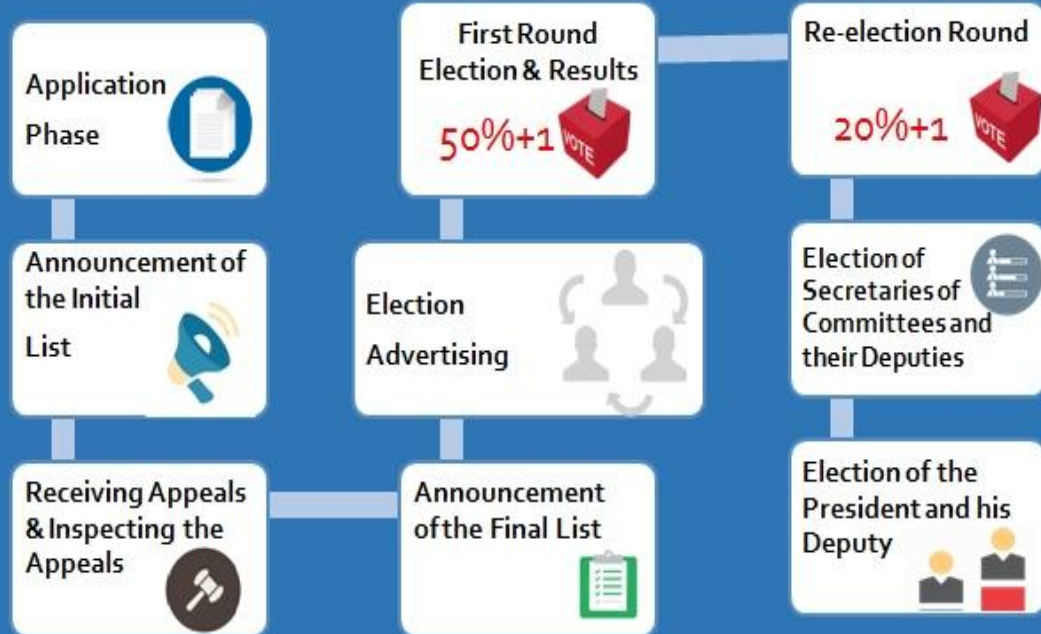 Application
Phase
Announcement of
the Initial
List
Receiving Appeals
& Inspecting the
Appeals
Announcement
of the Final List
Election
Advertising
First Round
Election & Results
50%+1
VOTE
Re-election Round
20%+1
VOTE
Election of
Secretaries of
Committees and
their Deputies
Election of the
President and his
Deputy